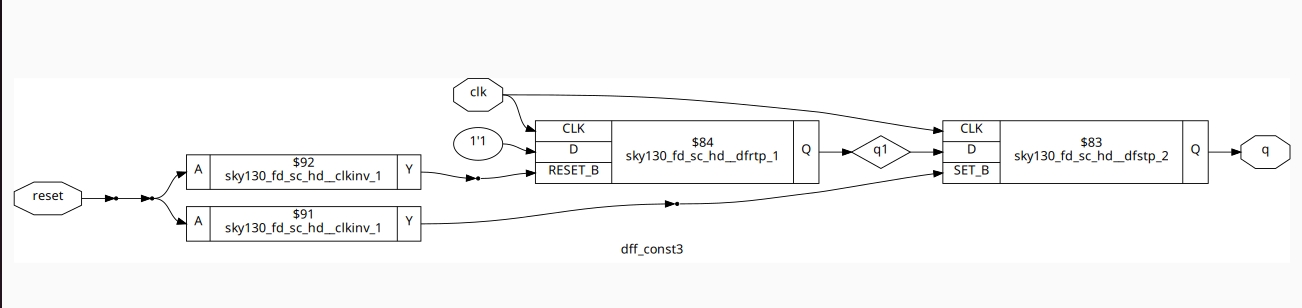 clk
1'1
CLK
D
RESET_B
$84
sky130_fd_sc_hd__dfrtp_1
Q
q1
CLK
D
SET_B
$83
sky130_fd_sc_hd__dfstp_2
Q
q
reset
A
$92
sky130_fd_sc_hd__clkinv_1
Y
A
$91
sky130_fd_sc_hd__clkinv_1
Y
dff_const3